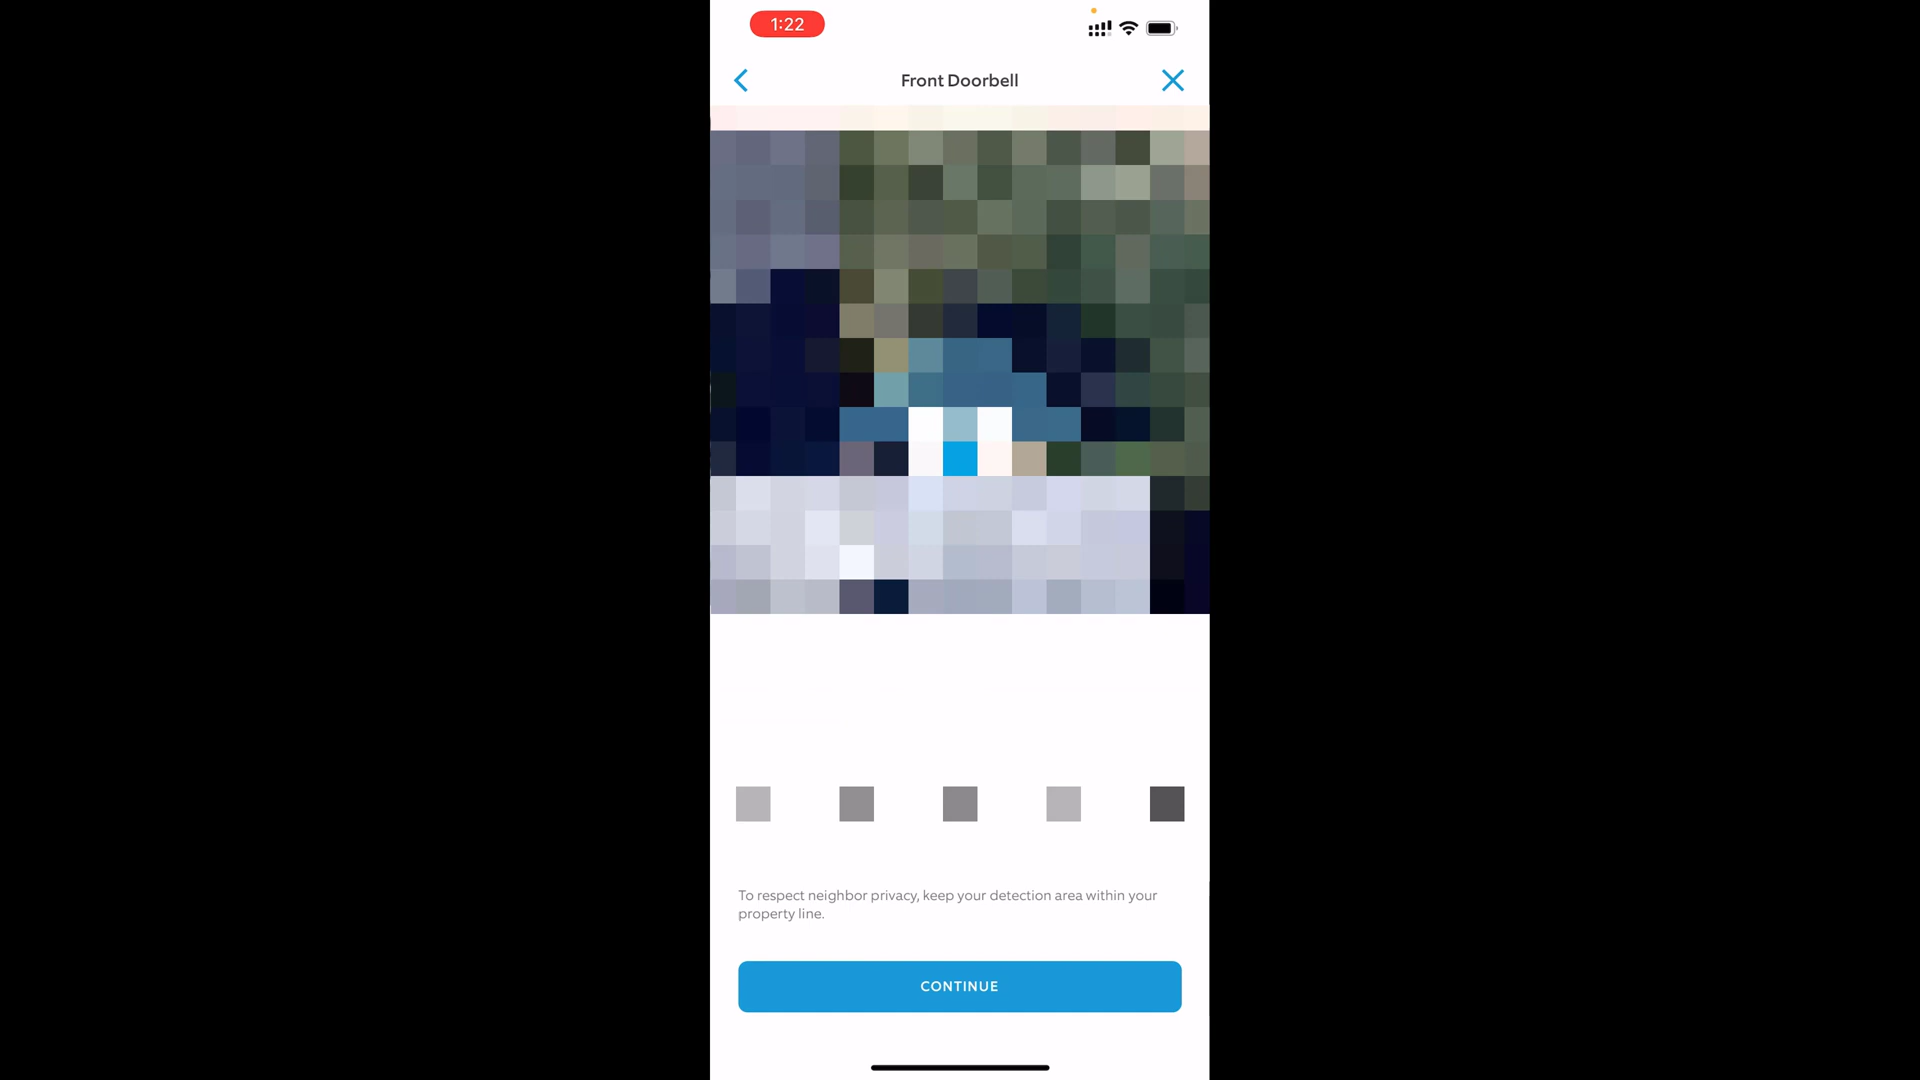 1:22
Front Doorbell
To respect neighbor privacy, keep your detection area within your
property line.
CONTINUE